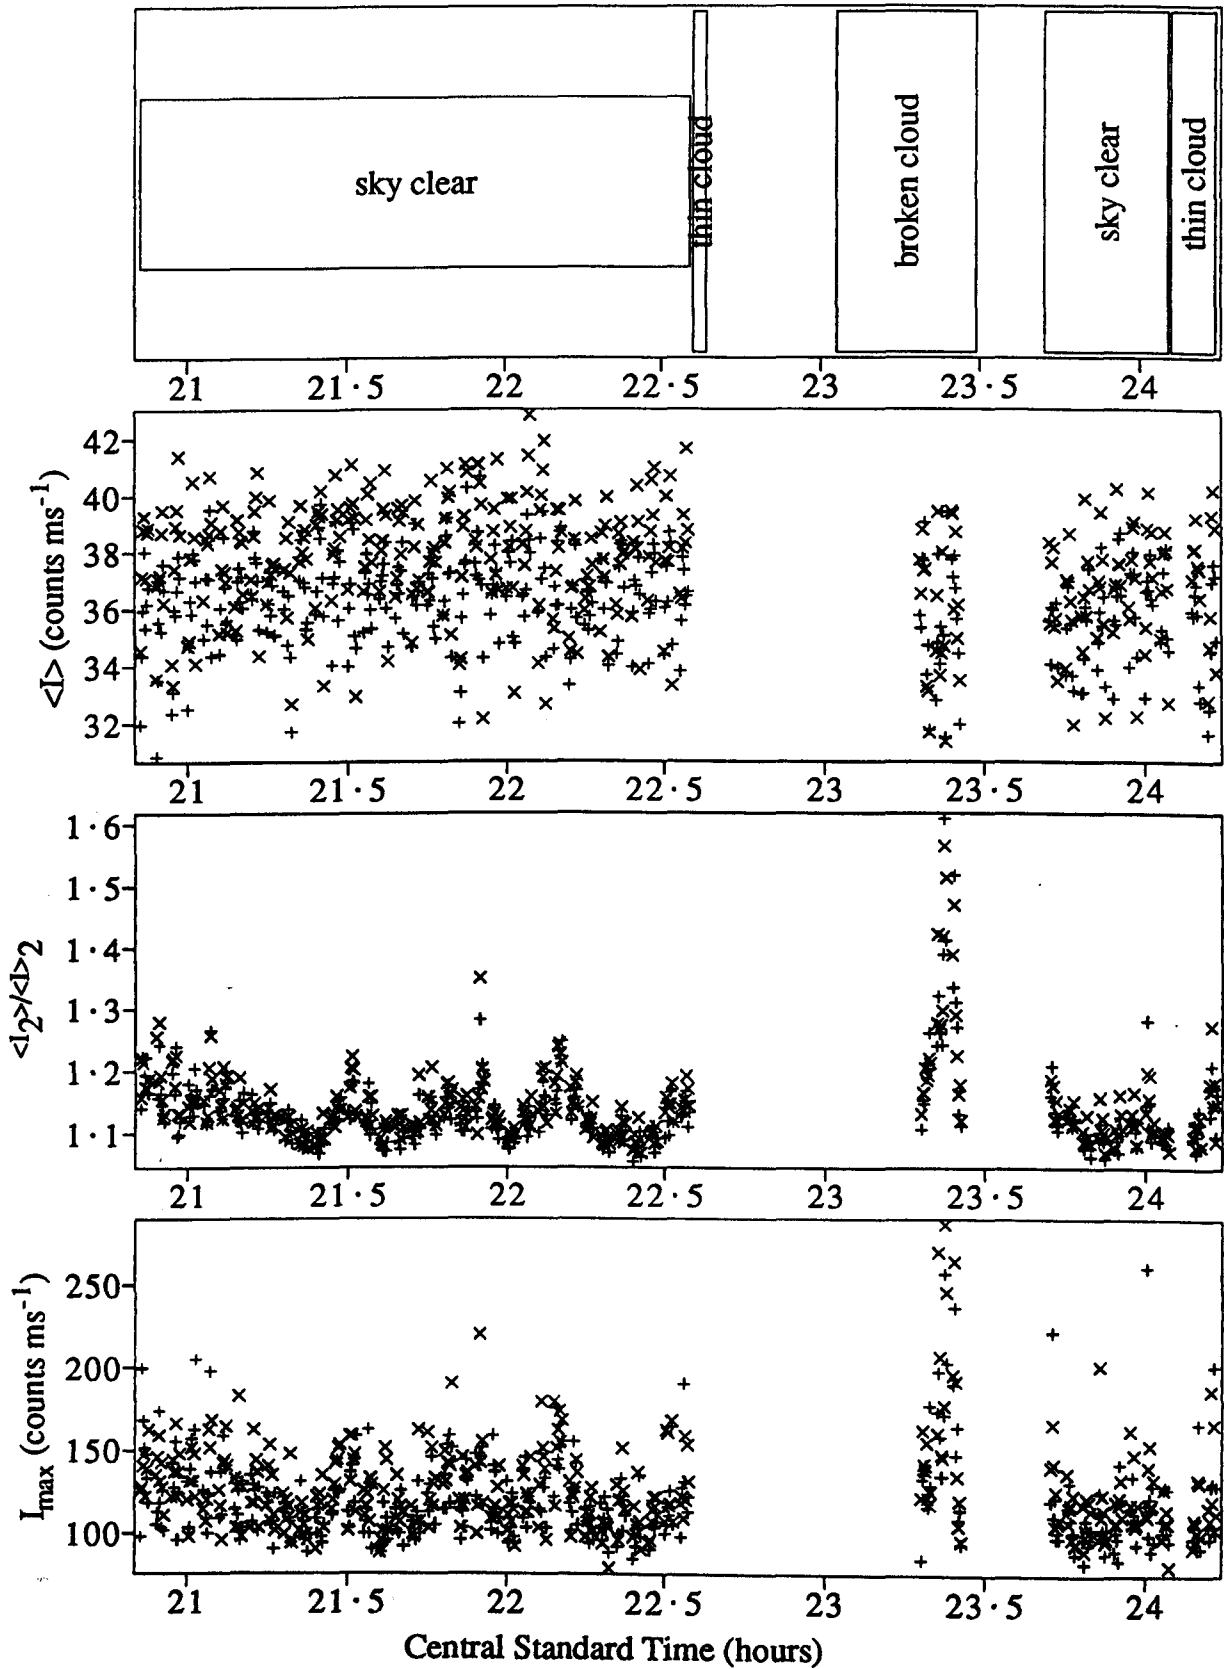 sky clear
thin cloud
broken cloud
sky clear
thin cloud
21 21·5 22 22·5 23 23·5 24
<I> (counts ms⁻¹)
42
40
38
36
34
32
21 21·5 22 22·5 23 23·5 24
<I₂>/<I>₂
1·6
1·5
1·4
1·3
1·2
1·1
21 21·5 22 22·5 23 23·5 24
Imax (counts ms⁻¹)
250
200
150
100
21 21·5 22 22·5 23 23·5 24
Central Standard Time (hours)